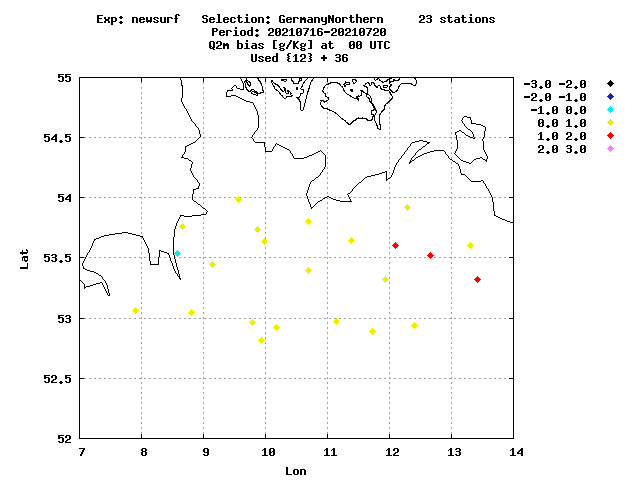 Exp: newsurf Selection: GermanyNorthern 23 stations
Period: 20210716-20210720
Q2m bias [g/Kg] at 00 UTC
Used {12} + 36
-3.0 -2.0
-2.0 -1.0
-1.0 0.0
0.0 1.0
1.0 2.0
2.0 3.0
55
54.5
54
53.5
53
52.5
52
Lat
7 8 9 10 11 12 13 14
Lon